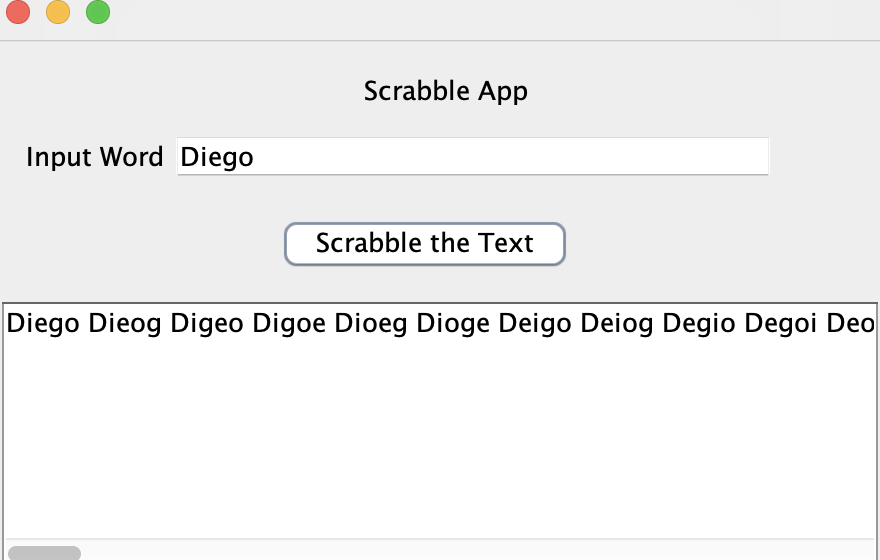 Scrabble App
Input Word Diego
Scrabble the Text
Diego Dieog Digeo Digoe Dioeg Dioge Deigo Deiog Degio Degoi Deo